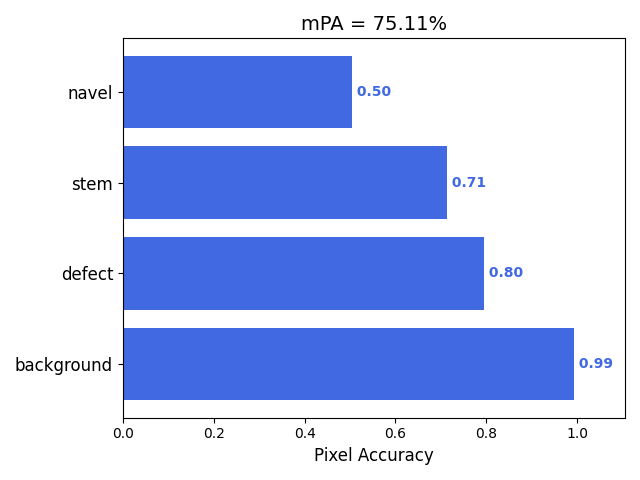 mPA = 75.11%
navel
0.50
stem
0.71
defect
0.80
background
0.99
0.0 0.2 0.4 0.6 0.8 1.0
Pixel Accuracy